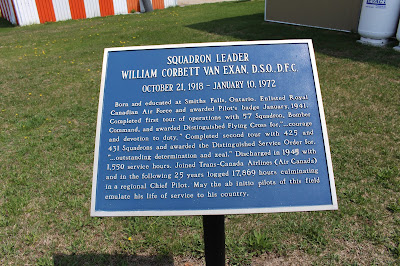 SQUADRON LEADER
WILLIAM CORBETT VAN EXAN, D.S.O., D.F.C.
OCTOBER 21, 1918 - JANUARY 10, 1972
Born and educated at Smiths Falls, Ontario. Enlisted Royal
Canadian Air Force and awarded Pilot's badge January, 1941.
Completed first tour of operations with 57 Squadron, Bomber
Command, and awarded Distinguished Flying Cross for, "...courage
and devotion to duty." Completed second tour with 425 and
431 Squadrons and awarded the Distinguished Service Order for,
"...outstanding determination and zeal." Discharged in 1945 with
1,550 service hours. Joined Trans-Canada Airlines (Air Canada)
and in the following 25 years logged 17,869 hours culminating
in a regional Chief Pilot. May the ab initio pilots of this field
emulate his life of service to his country.